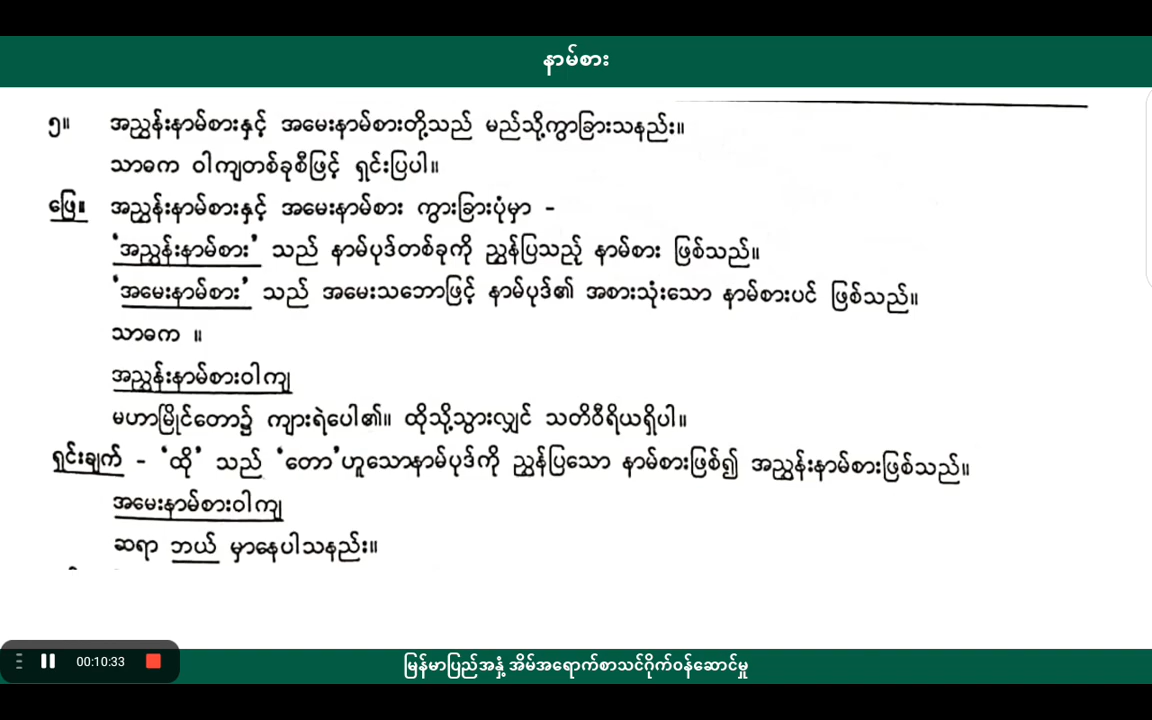 နာမ်စား
၅။ အညွှန်းနာမ်စားနှင့် အမေးနာမ်စားတို့သည် မည်သို့ကွာခြားသနည်း။
သာဓက ဝါကျတစ်ခုစီဖြင့် ရှင်းပြပါ။
ဖြေ။ အညွှန်းနာမ်စားနှင့် အမေးနာမ်စား ကွားခြားပုံမှာ -
‘အညွှန်းနာမ်စား’ သည် နာမ်ပုဒ်တစ်ခုကို ညွှန်ပြသည့် နာမ်စား ဖြစ်သည်။
‘အမေးနာမ်စား’ သည် အမေးသဘောဖြင့် နာမ်ပုဒ်၏ အစားသုံးသော နာမ်စားပင် ဖြစ်သည်။
သာဓက ။
အညွှန်းနာမ်စားဝါကျ
မဟာမြိုင်တော၌ ကျားရဲပေါ၏။ ထိုသို့သွားလျှင် သတိဝီရိယရှိပါ။
ရှင်းချက် - ‘ထို’ သည် ‘တော’ဟူသောနာမ်ပုဒ်ကို ညွှန်ပြသော နာမ်စားဖြစ်၍ အညွှန်းနာမ်စားဖြစ်သည်။
အမေးနာမ်စားဝါကျ
ဆရာ ဘယ် မှာနေပါသနည်း။
00:10:33
မြန်မာပြည်အနှံ့ အိမ်အရောက်စာသင်ဂိုက်ဝန်ဆောင်မှု